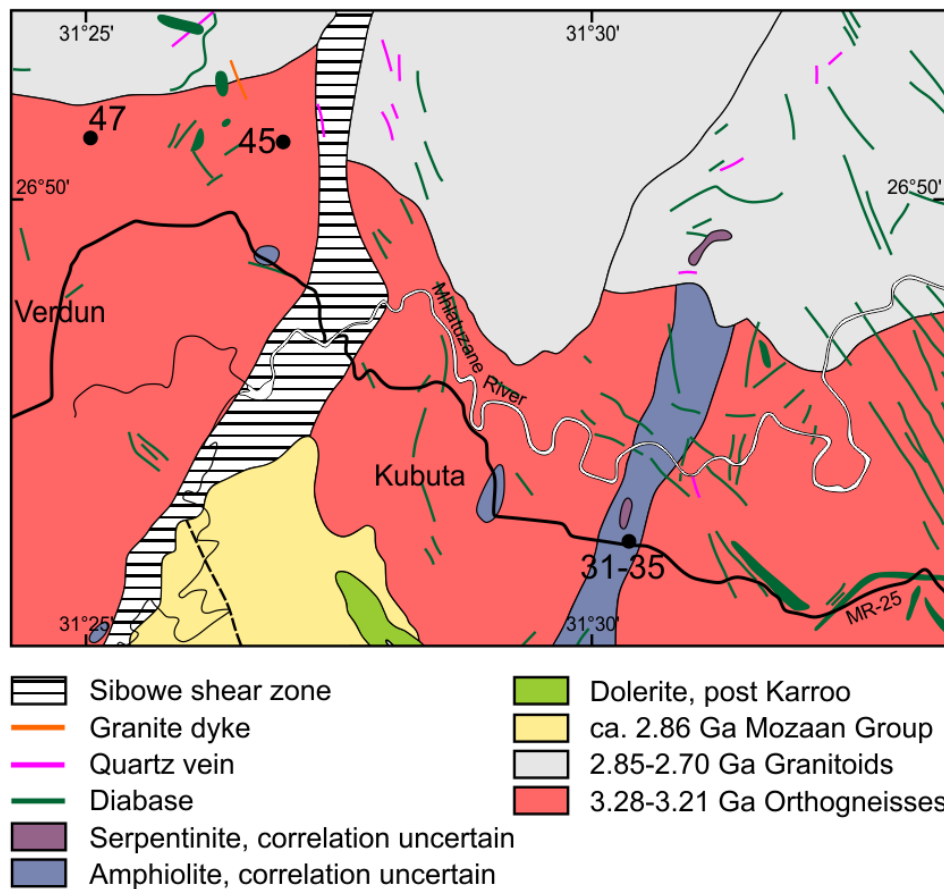 31°25'
31°30'
47
45
26°50'
26°50'
Verdun
Mhlatuzane River
Kubuta
31-35
MR-25
31°25'
31°30'
Sibowe shear zone
Granite dyke
Quartz vein
Diabase
Serpentinite, correlation uncertain
Amphiolite, correlation uncertain
Dolerite, post Karroo
ca. 2.86 Ga Mozaan Group
2.85-2.70 Ga Granitoids
3.28-3.21 Ga Orthogneisses